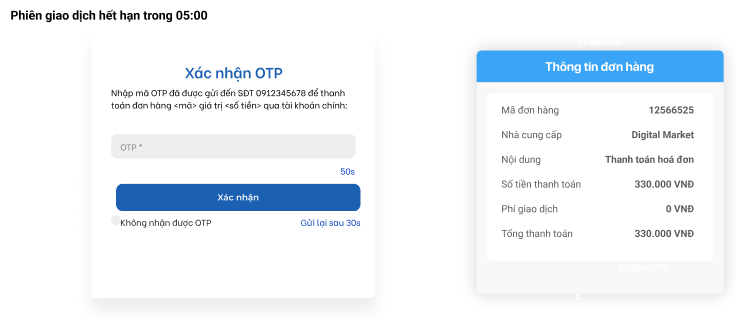 Phiên giao dịch hết hạn trong 05:00
Xác nhận OTP
Nhập mã OTP đã được gửi đến SĐT 0912345678 để thanh
toán đơn hàng <mã> giá trị <số tiền> qua tài khoản chính:
OTP *
50s
Xác nhận
Không nhận được OTP
Gửi lại sau 30s
Thông tin đơn hàng
Mã đơn hàng 12566525
Nhà cung cấp Digital Market
Nội dung Thanh toán hoá đơn
Số tiền thanh toán 330.000 VNĐ
Phí giao dịch 0 VNĐ
Tổng thanh toán 330.000 VNĐ